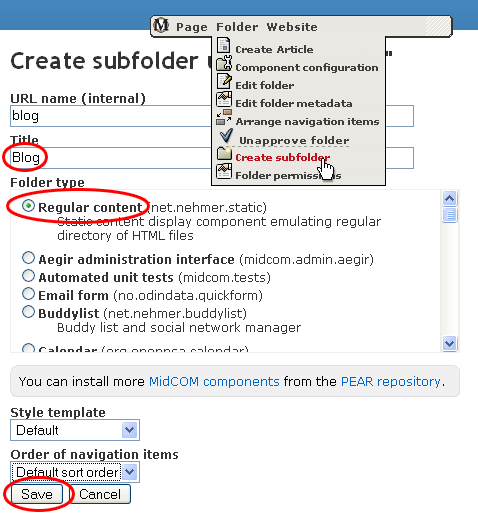 Page Folder Website
Create subfolder u
"
Create Article
Component configuration
Edit folder
Edit folder metadata
Arrange navigation items
Unapprove folder
Create subfolder
Folder permissions
URL name (internal)
blog
Title
Blog
Folder type
Regular content (net.nehmer.static)
Static content display component emulating regular
directory of HTML files
Aegir administration interface (midcom.admin.aegir)
Automated unit tests (midcom.tests)
Email form (no.odindata.quickform)
Buddylist (net.nehmer.buddylist)
Buddy list and social network manager
Calendar (org.openpsa.calendar)
You can install more MidCOM components from the PEAR repository.
Style template
Default
Order of navigation items
Default sort order
Save Cancel